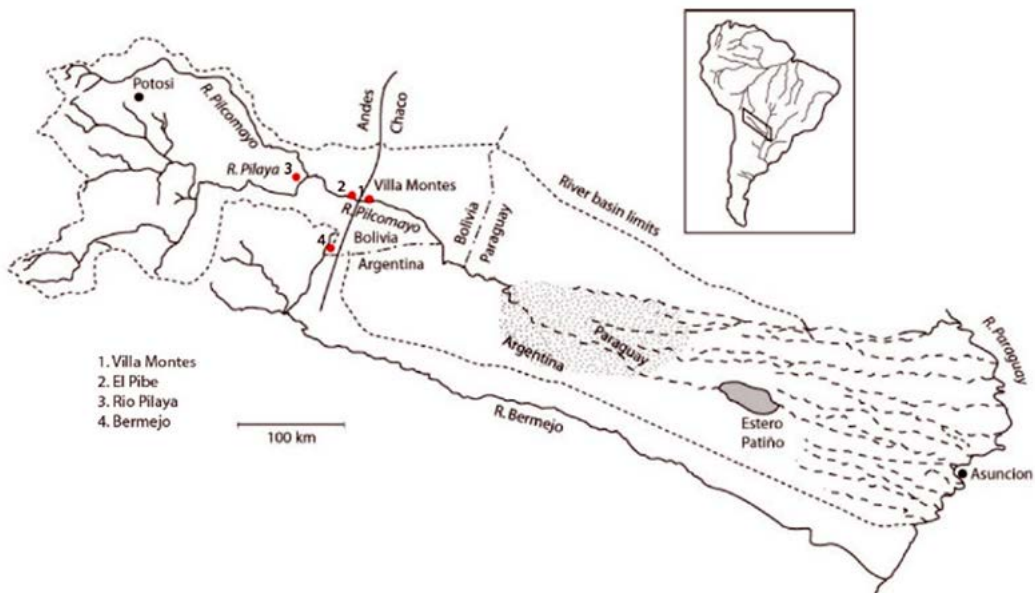 Potosi
R. Pilcomayo
Andes
Chaco
R. Pilaya
3
2
1
Villa Montes
R. Pilcomayo
4
Bolivia
Argentina
Bolivia
Paraguay
River basin limits
Paraguay
Argentina
R. Paraguay
1. Villa Montes
2. El Pibe
3. Rio Pilaya
4. Bermejo
100 km
R. Bermejo
Estero
Patiño
Asuncion